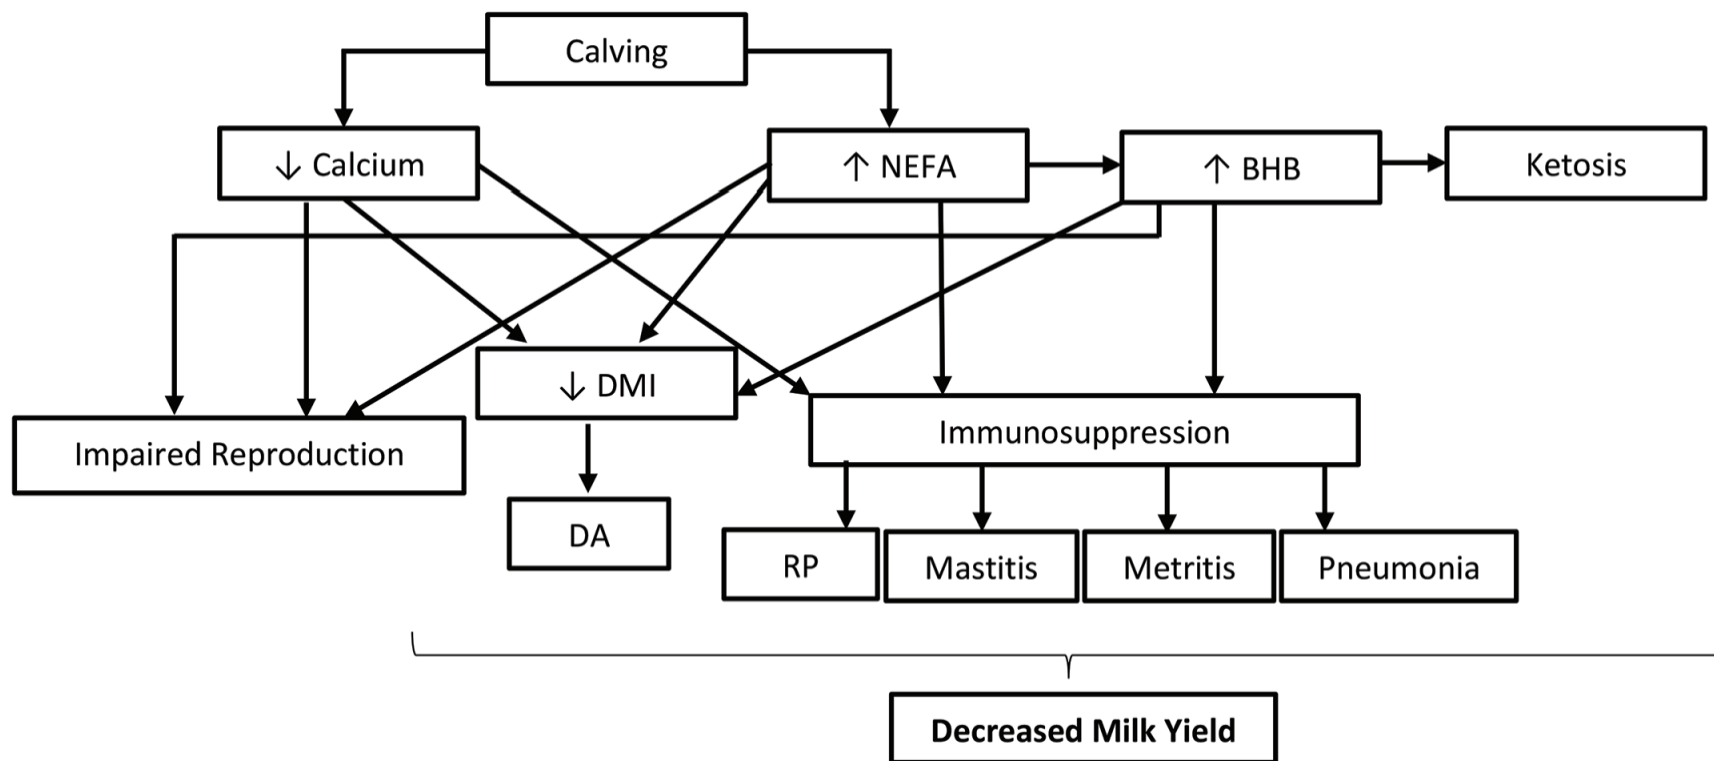 Calving
↓ Calcium
↑ NEFA
↑ BHB
Ketosis
↓ DMI
Impaired Reproduction
Immunosuppression
DA
RP
Mastitis
Metritis
Pneumonia
Decreased Milk Yield